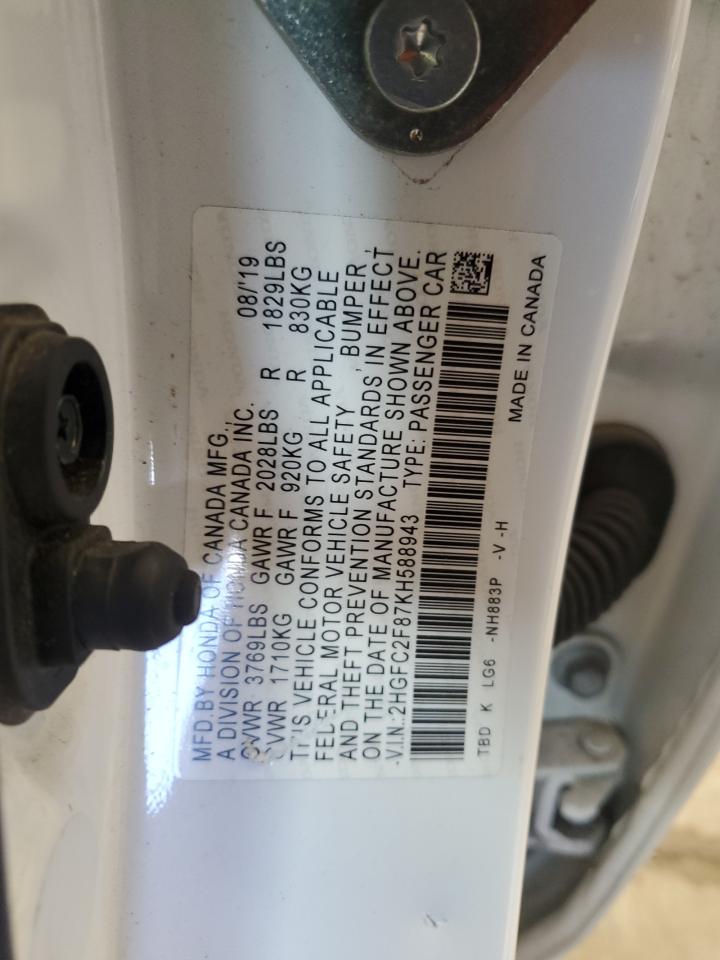 MFD.BY HONDA OF CANADA MFG., 08/'19
A DIVISION OF HONDA CANADA INC.
GVWR 3769LBS GAWR F 2028LBS R 1829LBS
GVWR 1710KG GAWR F 920KG R 830KG
THIS VEHICLE CONFORMS TO ALL APPLICABLE
FEDERAL MOTOR VEHICLE SAFETY, BUMPER,
AND THEFT PREVENTION STANDARDS IN EFFECT
ON THE DATE OF MANUFACTURE SHOWN ABOVE.
V.I.N.:2HGFC2F87KH588943 TYPE: PASSENGER CAR
TBD K LG6 -NH883P -V -H MADE IN CANADA